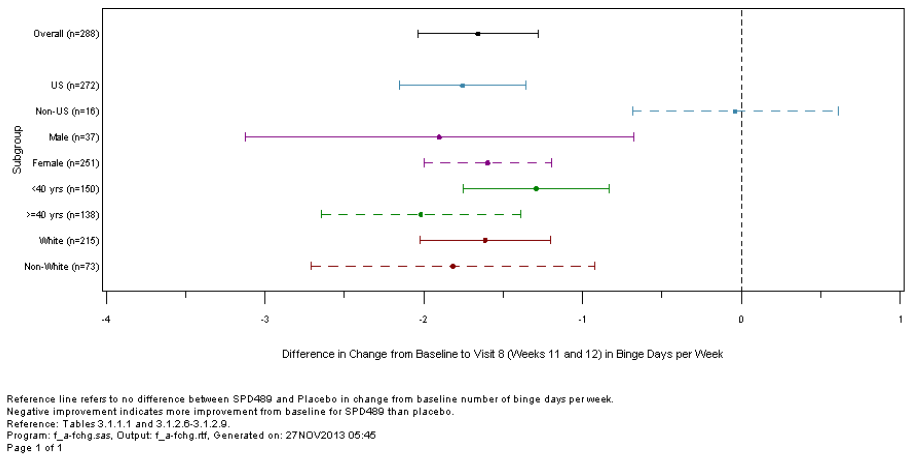 Overall (n=288)
US (n=272)
Non-US (n=16)
Male (n=37)
Female (n=251)
<40 yrs (n=150)
>=40 yrs (n=138)
White (n=215)
Non-White (n=73)
Subgroup
-4 -3 -2 -1 0 1
Difference in Change from Baseline to Visit 8 (Weeks 11 and 12) in Binge Days per Week
Reference line refers to no difference between SPD489 and Placebo in change from baseline number of binge days per week.
Negative improvement indicates more improvement from baseline for SPD489 than placebo.
Reference: Tables 3.1.1.1 and 3.1.2.6-3.1.2.9.
Program: f_a-fchg.sas, Output: f_a-fchg.rtf, Generated on: 27NOV2013 05:45
Page 1 of 1